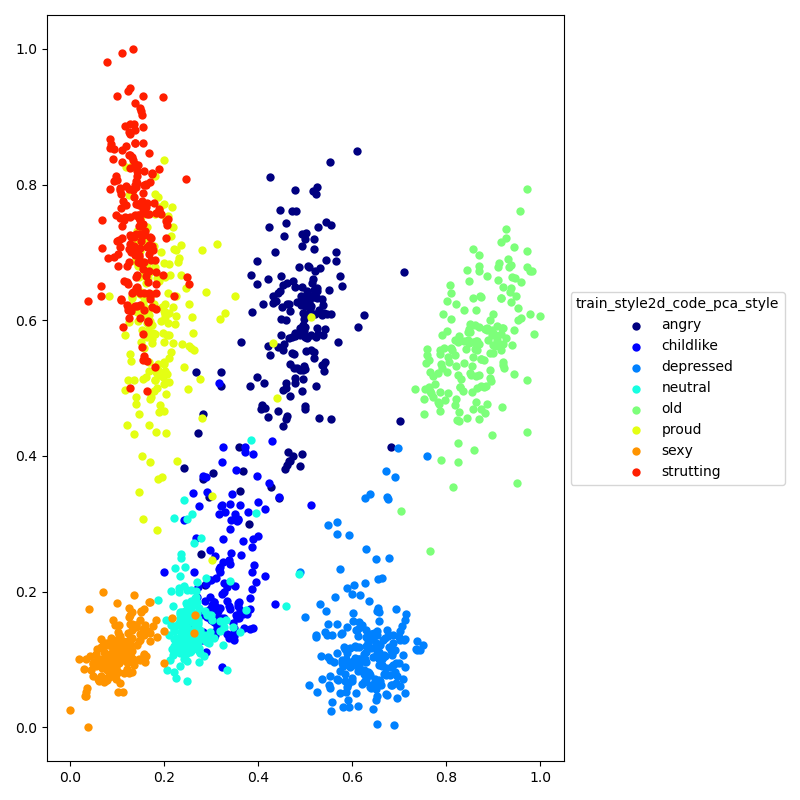 1.0
0.8
0.6
0.4
0.2
0.0
0.0 0.2 0.4 0.6 0.8 1.0
train_style2d_code_pca_style
angry
childlike
depressed
neutral
old
proud
sexy
strutting